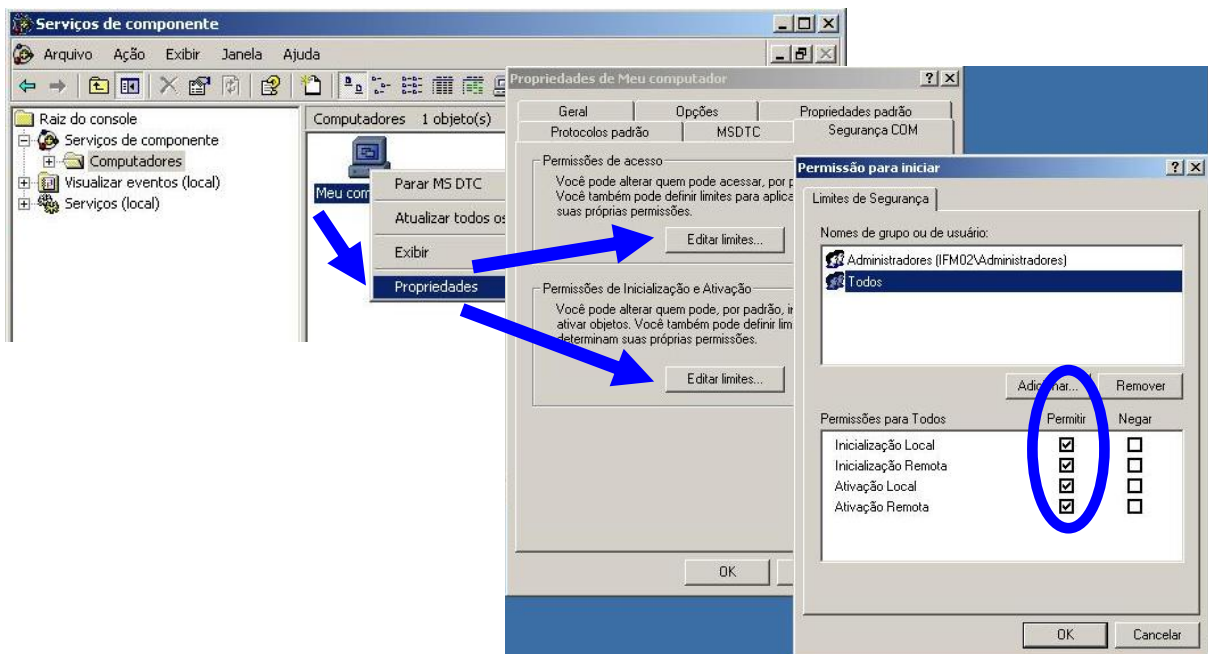 Serviços de componente
Arquivo Ação Exibir Janela Ajuda
Raiz do console
Serviços de componente
Computadores
Visualizar eventos (local)
Serviços (local)
Computadores 1 objeto(s)
Meu com
Parar MS DTC
Atualizar todos os
Exibir
Propriedades
Propriedades de Meu computador
Geral Opções Propriedades padrão
Protocolos padrão MSDTC Segurança COM
Permissões de acesso
Você pode alterar quem pode acessar, por
Você também pode definir limites para aplica
suas próprias permissões.
Editar limites...
Permissões de Inicialização e Ativação
Você pode alterar quem pode, por padrão,
ativar objetos. Você também pode definir lim
determinam suas próprias permissões.
Editar limites...
OK
Permissão para iniciar
Limites de Segurança
Nomes de grupo ou de usuário:
Administradores (IFM02\Administradores)
Todos
Remover
Permissões para Todos Permitir Negar
Inicialização Local
Inicialização Remota
Ativação Local
Ativação Remota
OK Cancelar